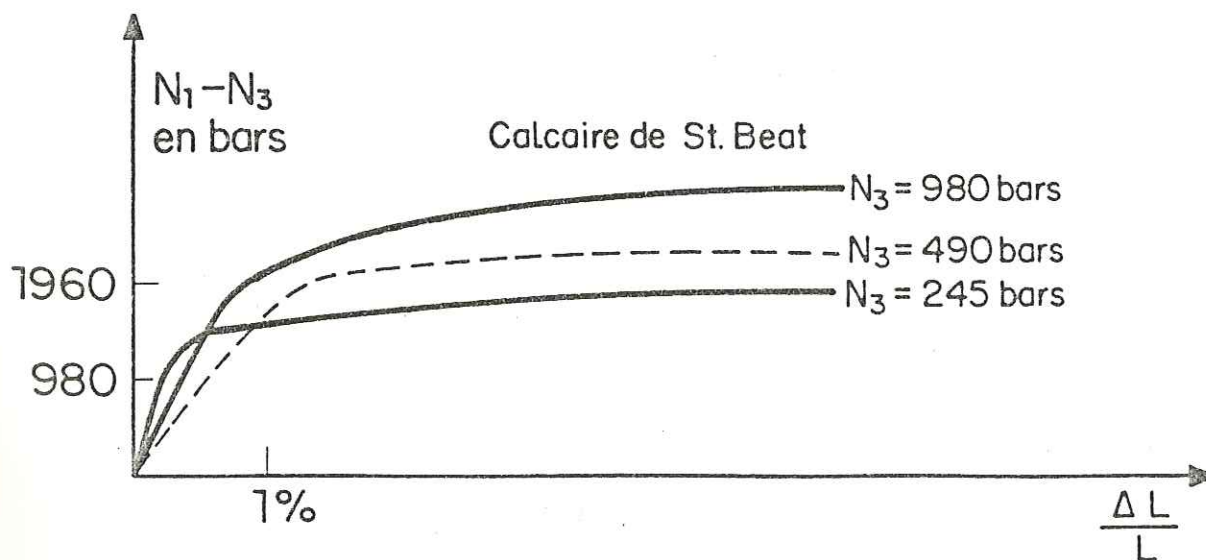 N₁-N₃
en bars
Calcaire de St. Beat
N₃ = 980 bars
N₃ = 490 bars
1960
N₃ = 245 bars
980
1%
Δ L
L